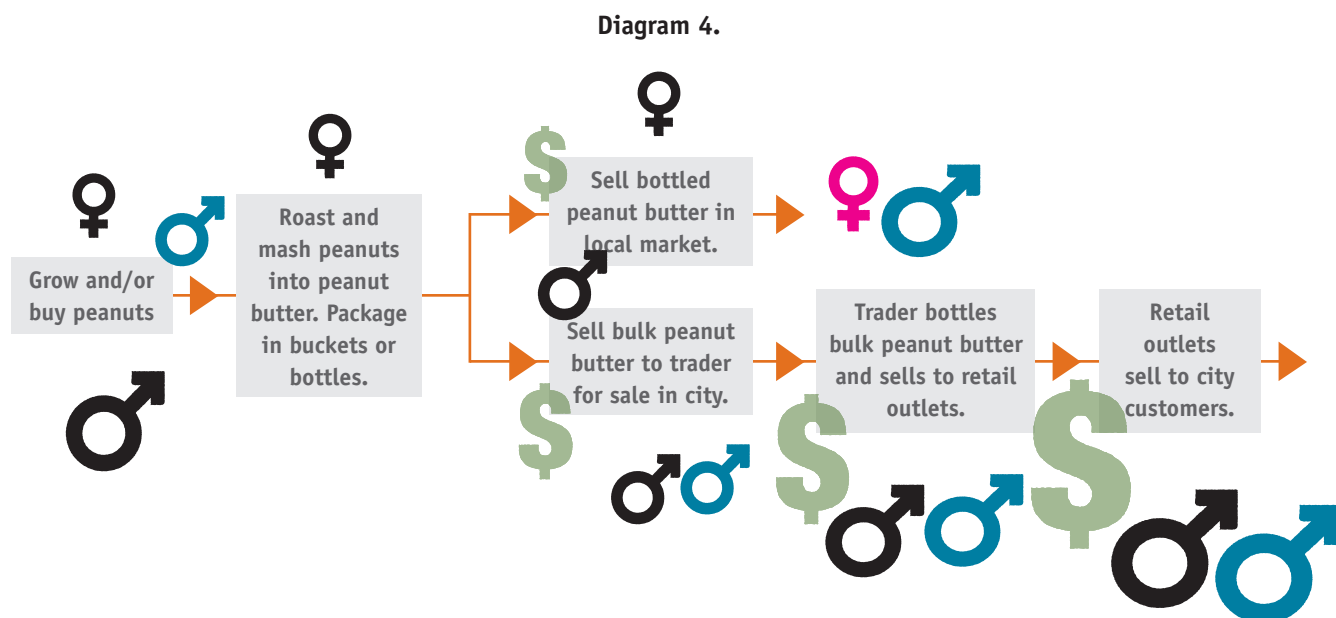 Diagram 4.
Grow and/or
buy peanuts
Roast and
mash peanuts
into peanut
butter. Package
in buckets or
bottles.
$
Sell bottled
peanut butter in
local market.
$
Sell bulk peanut
butter to trader
for sale in city.
$
Trader bottles
bulk peanut butter
and sells to retail
outlets.
$
Retail
outlets
sell to city
customers.